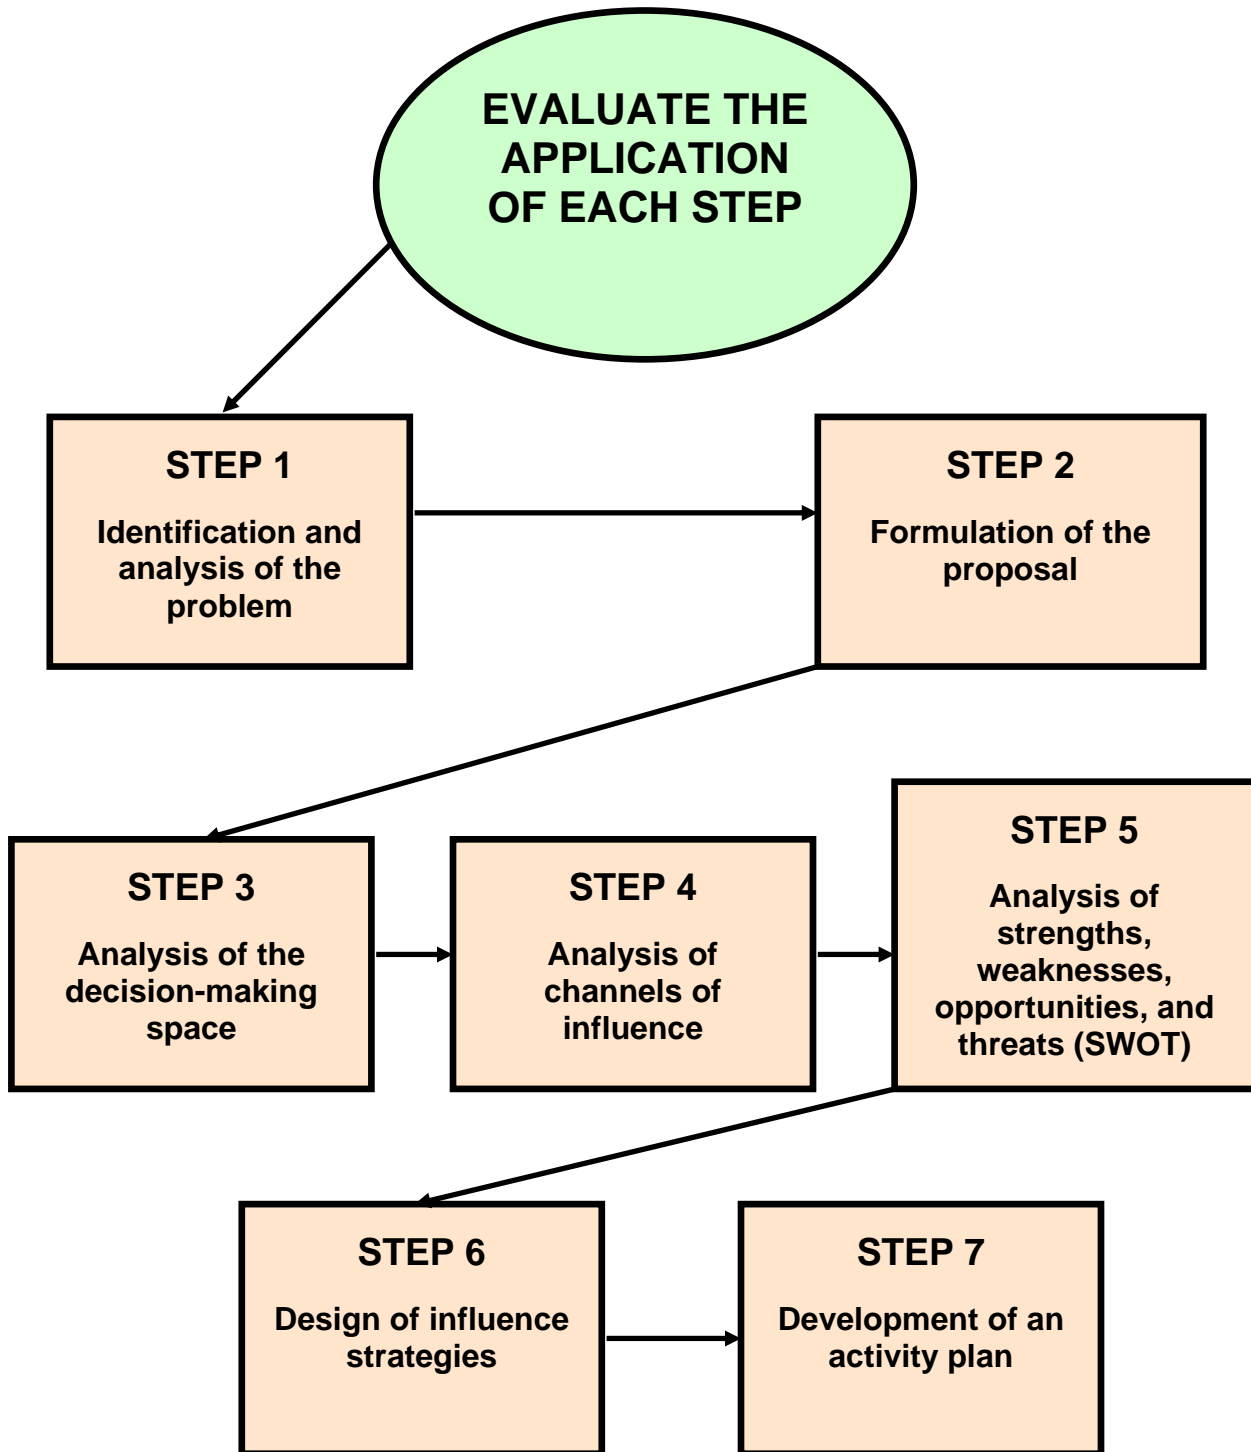 EVALUATE THE
APPLICATION
OF EACH STEP
STEP 1
Identification and
analysis of the
problem
STEP 2
Formulation of the
proposal
STEP 3
Analysis of the
decision-making
space
STEP 4
Analysis of
channels of
influence
STEP 5
Analysis of
strengths,
weaknesses,
opportunities, and
threats (SWOT)
STEP 6
Design of influence
strategies
STEP 7
Development of an
activity plan